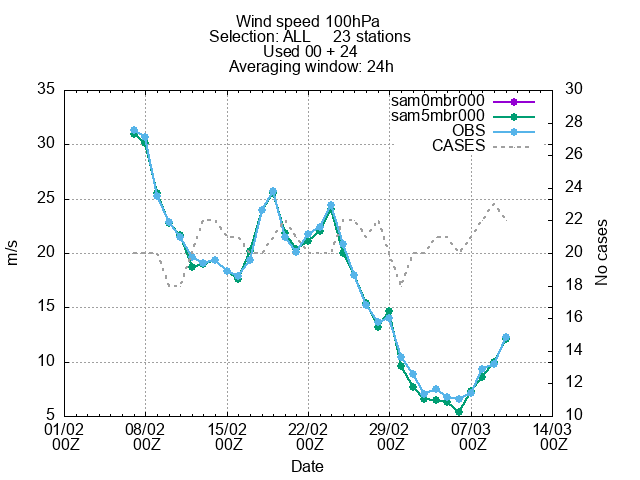 Wind speed 100hPa
Selection: ALL 23 stations
Used 00 + 24
Averaging window: 24h
35
30
25
20
15
10
5
m/s
30
28
26
24
22
20
18
16
14
12
10
No cases
sam0mbr000
sam5mbr000
OBS
CASES
01/02 08/02 15/02 22/02 29/02 07/03 14/03
00Z 00Z 00Z 00Z 00Z 00Z 00Z
Date